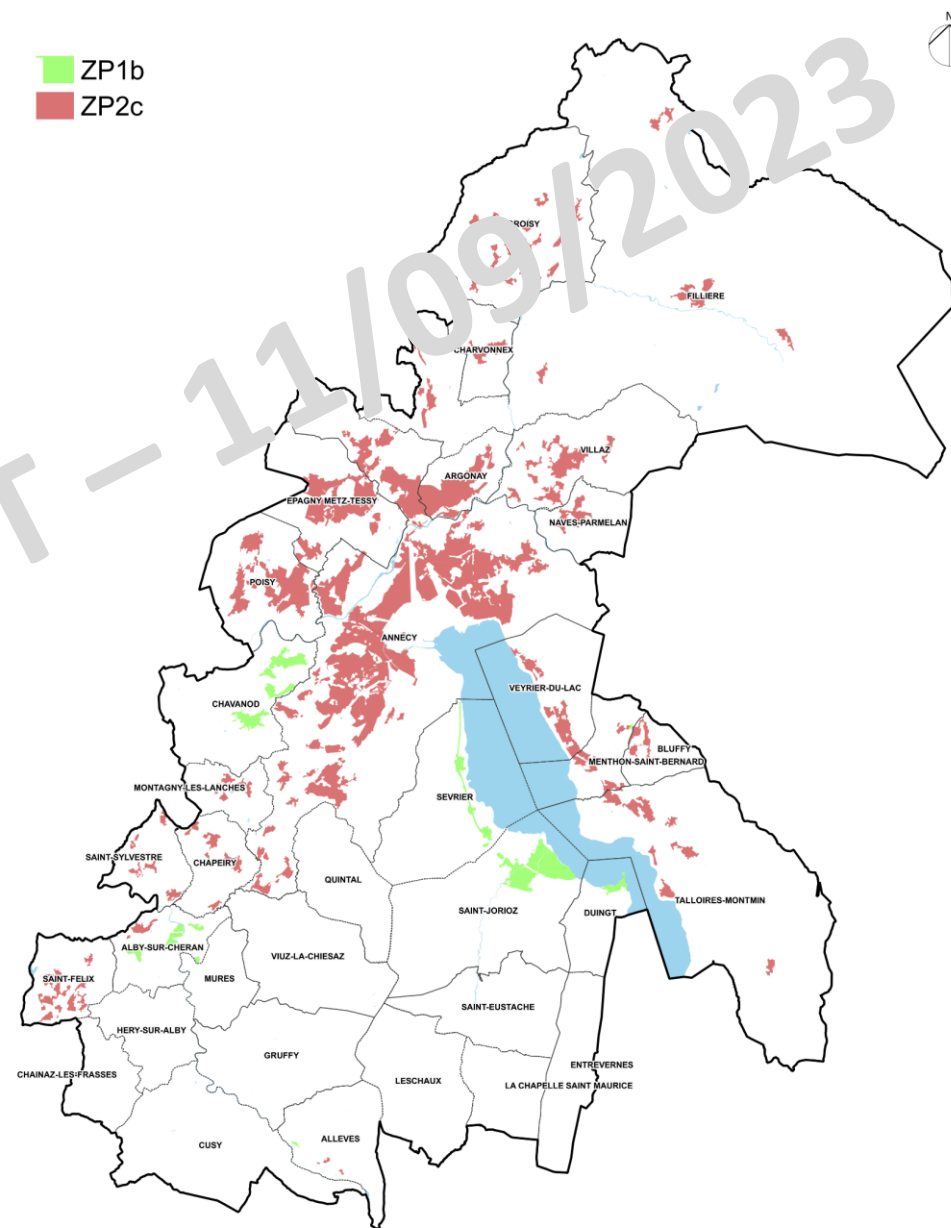 N
ZP1b
ZP2c
T – 11/09/2023
FILLIERE
CHARVONNEX
VILLAZ
ARGONAY
EPAGNY METZ-TESSY
NAVES-PARMELAN
POISY
ANNECY
VEYRIER-DU-LAC
CHAVANOD
BLUFFY
MENTHON-SAINT-BERNARD
MONTAGNY-LES-LANCHES
SEVRIER
SAINT-SYLVESTRE
CHAPEIRY
QUINTAL
TALLOIRES-MONTMIN
SAINT-JORIOZ
DUINGT
ALBY-SUR-CHERAN
VIUZ-LA-CHIESAZ
SAINT-FELIX
MURES
SAINT-EUSTACHE
HERY-SUR-ALBY
GRUFFY
ENTREVERNES
CHAINAZ-LES-FRASSES
LESCHAUX
LA CHAPELLE SAINT MAURICE
ALLEVES
CUSY